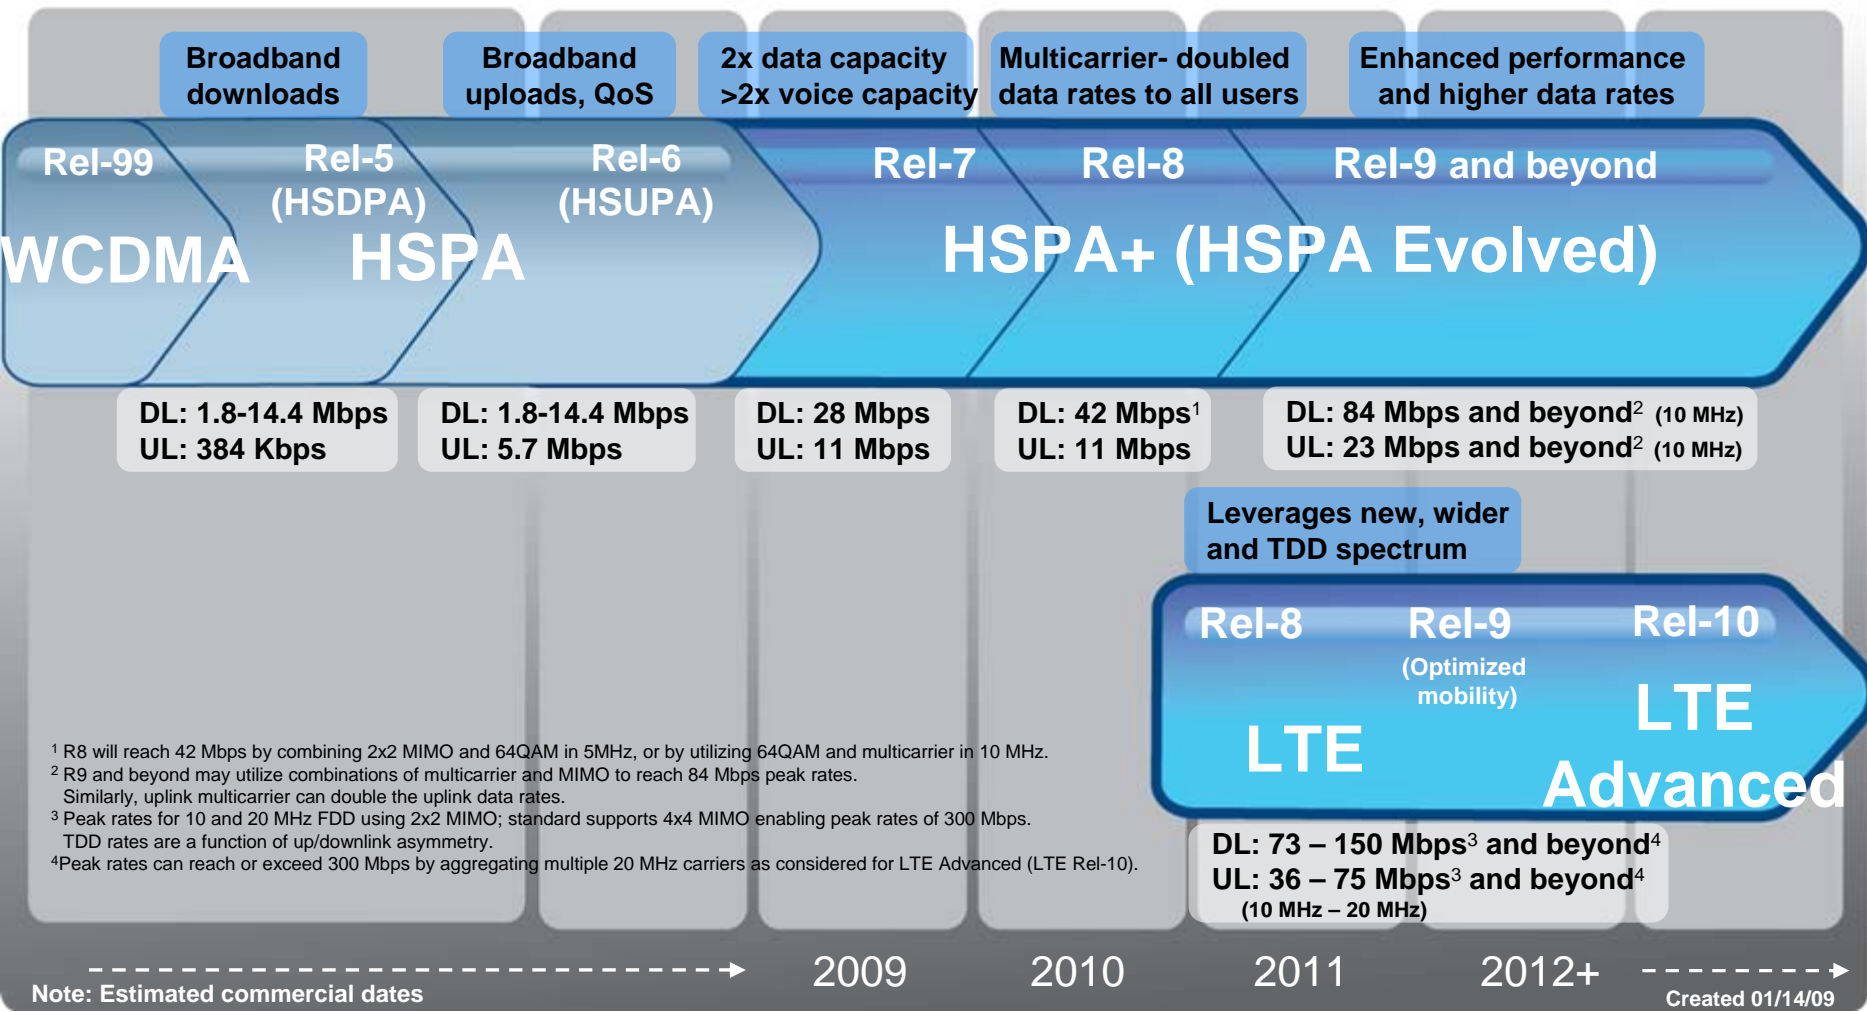 Broadband
downloads
Broadband
uploads, QoS
2x data capacity
>2x voice capacity
Multicarrier- doubled
data rates to all users
Enhanced performance
and higher data rates
Rel-99
Rel-5
(HSDPA)
Rel-6
(HSUPA)
Rel-7
Rel-8
Rel-9 and beyond
WCDMA
HSPA
HSPA+ (HSPA Evolved)
DL: 1.8-14.4 Mbps
UL: 384 Kbps
DL: 1.8-14.4 Mbps
UL: 5.7 Mbps
DL: 28 Mbps
UL: 11 Mbps
DL: 42 Mbps¹
UL: 11 Mbps
DL: 84 Mbps and beyond² (10 MHz)
UL: 23 Mbps and beyond² (10 MHz)
Leverages new, wider
and TDD spectrum
Rel-8
Rel-9
(Optimized
mobility)
Rel-10
LTE
LTE
Advanced
¹ R8 will reach 42 Mbps by combining 2x2 MIMO and 64QAM in 5MHz, or by utilizing 64QAM and multicarrier in 10 MHz.
² R9 and beyond may utilize combinations of multicarrier and MIMO to reach 84 Mbps peak rates.
Similarly, uplink multicarrier can double the uplink data rates.
³ Peak rates for 10 and 20 MHz FDD using 2x2 MIMO; standard supports 4x4 MIMO enabling peak rates of 300 Mbps.
TDD rates are a function of up/downlink asymmetry.
⁴Peak rates can reach or exceed 300 Mbps by aggregating multiple 20 MHz carriers as considered for LTE Advanced (LTE Rel-10).
DL: 73 – 150 Mbps³ and beyond⁴
UL: 36 – 75 Mbps³ and beyond⁴
(10 MHz – 20 MHz)
2009
2010
2011
2012+
Note: Estimated commercial dates
Created 01/14/09